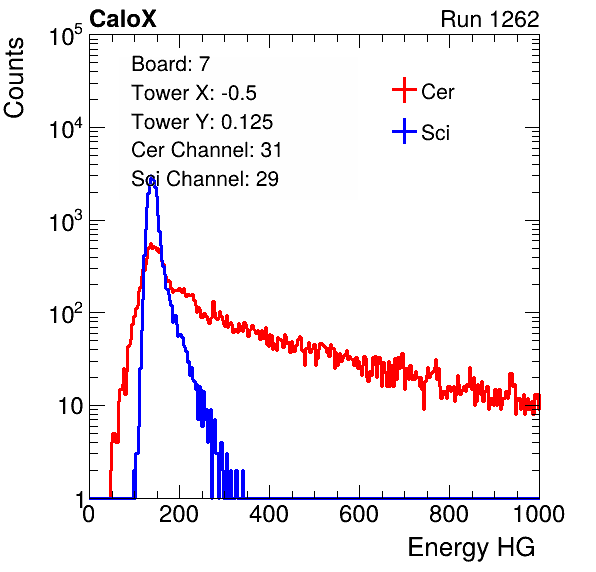 CaloX Run 1262
Counts
Board: 7
Tower X: -0.5
Tower Y: 0.125
Cer Channel: 31
Sci Channel: 29
Cer
Sci
10^5
10^4
10^3
10^2
10
1
0 200 400 600 800 1000
Energy HG